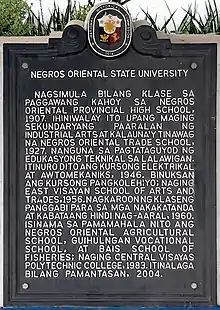 NEGROS ORIENTAL STATE UNIVERSITY
NAGSIMULA BILANG KLASE SA
PAGGAWANG KAHOY SA NEGROS
ORIENTAL PROVINCIAL HIGH SCHOOL,
1907. IHINIWALAY ITO UPANG MAGING
SEKUNDARYANG PAARALAN NG
INDUSTRIAL ARTS AT KALAUNA'Y TINAWAG
NA NEGROS ORIENTAL TRADE SCHOOL,
1927. NANGUNA SA PAGTATAGUYOD NG
EDUKASYONG TEKNIKAL SA LALAWIGAN.
ITINURO DITO ANG KURSONG ELEKTRIKAL
AT AWTOMEKANIKS, 1946. BINUKSAN
ANG KURSONG PANGKOLEHIYO; NAGING
EAST VISAYAN SCHOOL OF ARTS AND
TRADES, 1956. NAGKAROON NG KLASENG
PANGGABI PARA SA MGA NAKAKATANDA
AT KABATAANG HINDI NAG-AARAL, 1960.
ISINAMA SA PAMAMAHALA NITO ANG
NEGROS ORIENTAL AGRICULTURAL
SCHOOL, GUIHULNGAN VOCATIONAL
SCHOOL, AT BAIS SCHOOL OF
FISHERIES; NAGING CENTRAL VISAYAS
POLYTECHNIC COLLEGE, 1983. ITINALAGA
BILANG PAMANTASAN, 2004.